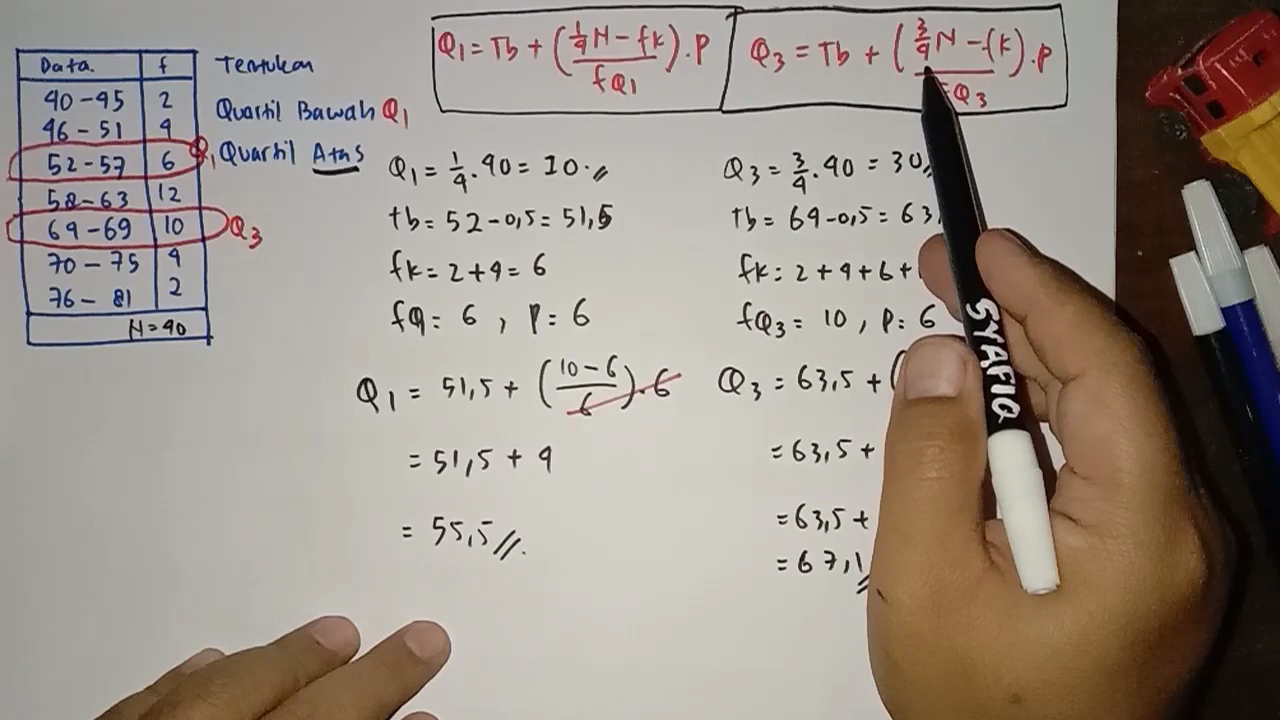 Data f
40 - 45 2
46 - 51 4
52 - 57 6 Q1
58 - 63 12
64 - 69 10 Q3
70 - 75 4
76 - 81 2
N = 40
Tentukan
Quartil Bawah Q1
Quartil Atas
Q1 = Tb + (1/4 N - fk / fQ1) . P
Q3 = Tb + (3/4 N - fk / Q3) . P
Q1 = 1/4 . 40 = 10 . //
tb = 52 - 0,5 = 51,5
fk = 2 + 4 = 6
fQ = 6 , P = 6
Q1 = 51,5 + (10 - 6 / 6) . 6
= 51,5 + 4
= 55,5 //.
Q3 = 3/4 . 40 = 30 //
tb = 64 - 0,5 = 63,
fk : 2 + 4 + 6 +
fQ3 = 10 , P : 6
Q3 = 63,5 + (
= 63,5 +
= 63,5 +
= 67,1 //
SYAFIQ